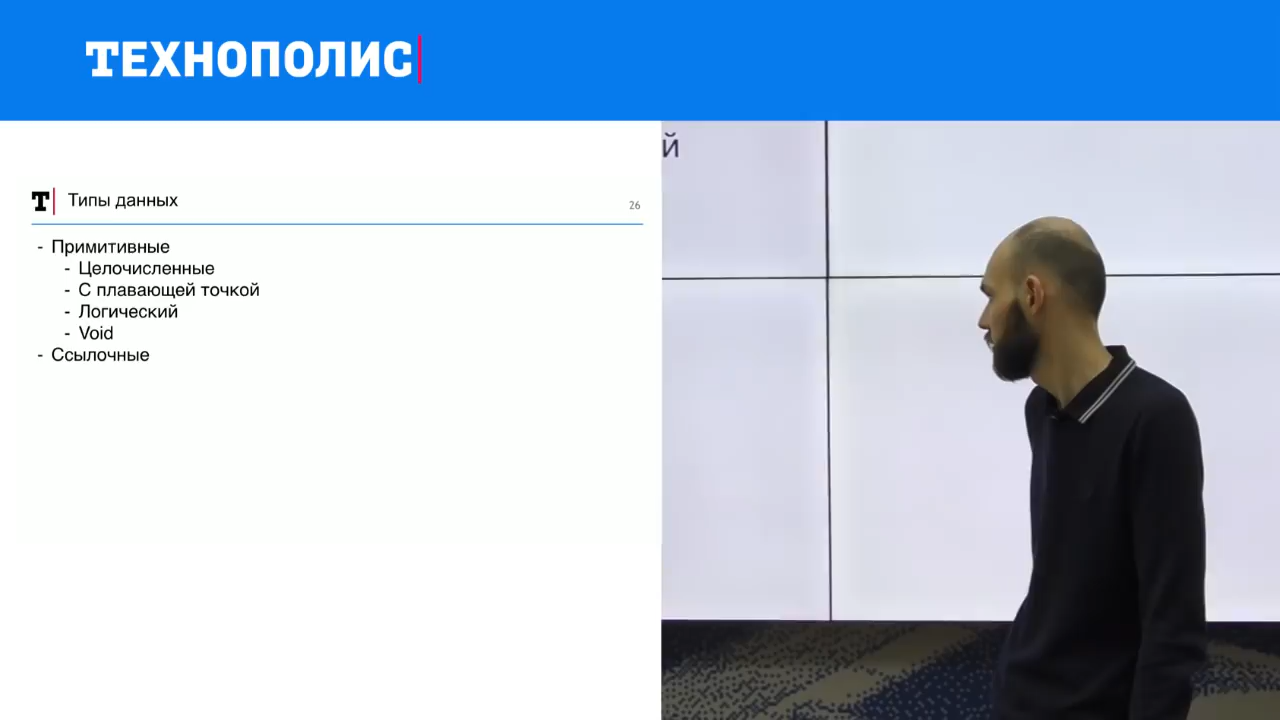 ТЕХНОПОЛИС
Т Типы данных 26
- Примитивные
- Целочисленные
- С плавающей точкой
- Логический
- Void
- Ссылочные
й